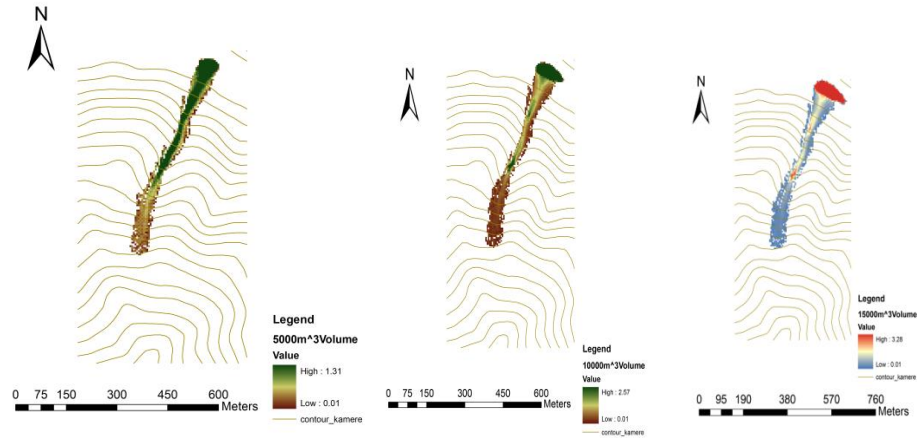 N
Legend
5000m^3Volume
Value
High : 1.31
Low : 0.01
contour_kamere
0 75 150 300 450 600
Meters
N
Legend
10000m^3Volume
Value
High : 2.57
Low : 0.01
contour_kamere
0 75 150 300 450 600
Meters
N
Legend
15000m^3Volume
Value
High : 3.28
Low : 0.01
contour_kamere
0 95 190 380 570 760
Meters